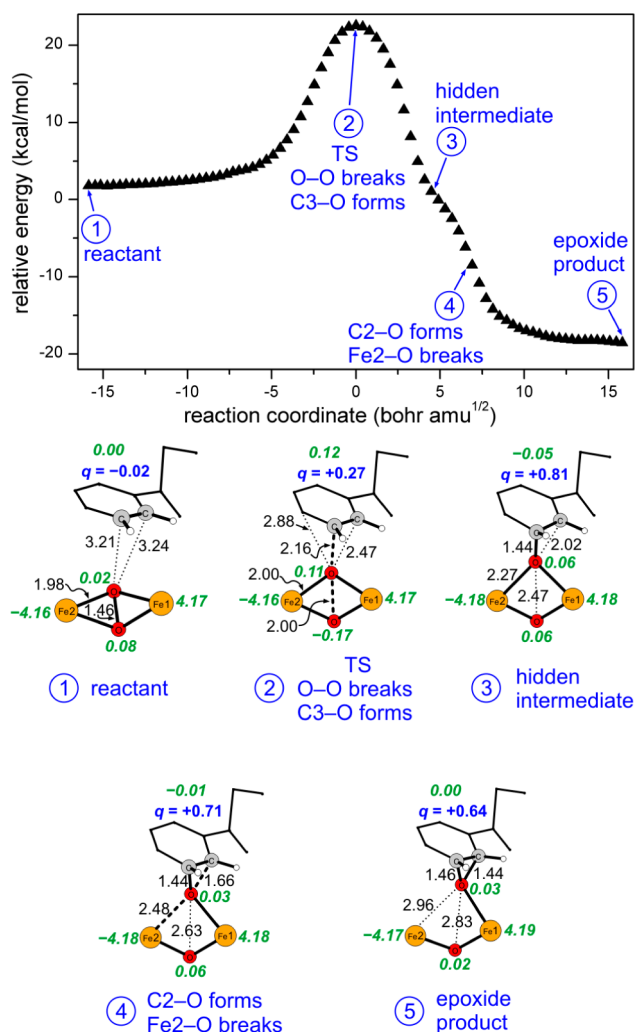 relative energy (kcal/mol)
20
10
0
-10
-20
-15
-10
-5
0
5
10
15
reaction coordinate (bohr amu1/2)
1
reactant
2
TS
O–O breaks
C3–O forms
hidden
intermediate
3
4
C2–O forms
Fe2–O breaks
epoxide
product
5
0.00
q = −0.02
C
C
3.21
3.24
1.98
0.02
O
−4.16
Fe2
1.46
Fe1
4.17
O
0.08
1 reactant
0.12
q = +0.27
2.88
C
C
2.16
2.47
2.00
0.11
O
−4.16
Fe2
Fe1
4.17
2.00
O
−0.17
2
TS
O–O breaks
C3–O forms
−0.05
q = +0.81
C
C
1.44
2.02
O
0.06
2.27
2.47
−4.18
Fe2
Fe1
4.18
O
0.06
3
hidden
intermediate
−0.01
q = +0.71
C
C
1.44
1.66
O
0.03
2.48
2.63
−4.18
Fe2
Fe1
4.18
O
0.06
4
C2–O forms
Fe2–O breaks
0.00
q = +0.64
C
C
1.46
1.44
O
0.03
2.96
2.83
−4.17
Fe2
Fe1
4.19
O
0.02
5
epoxide
product